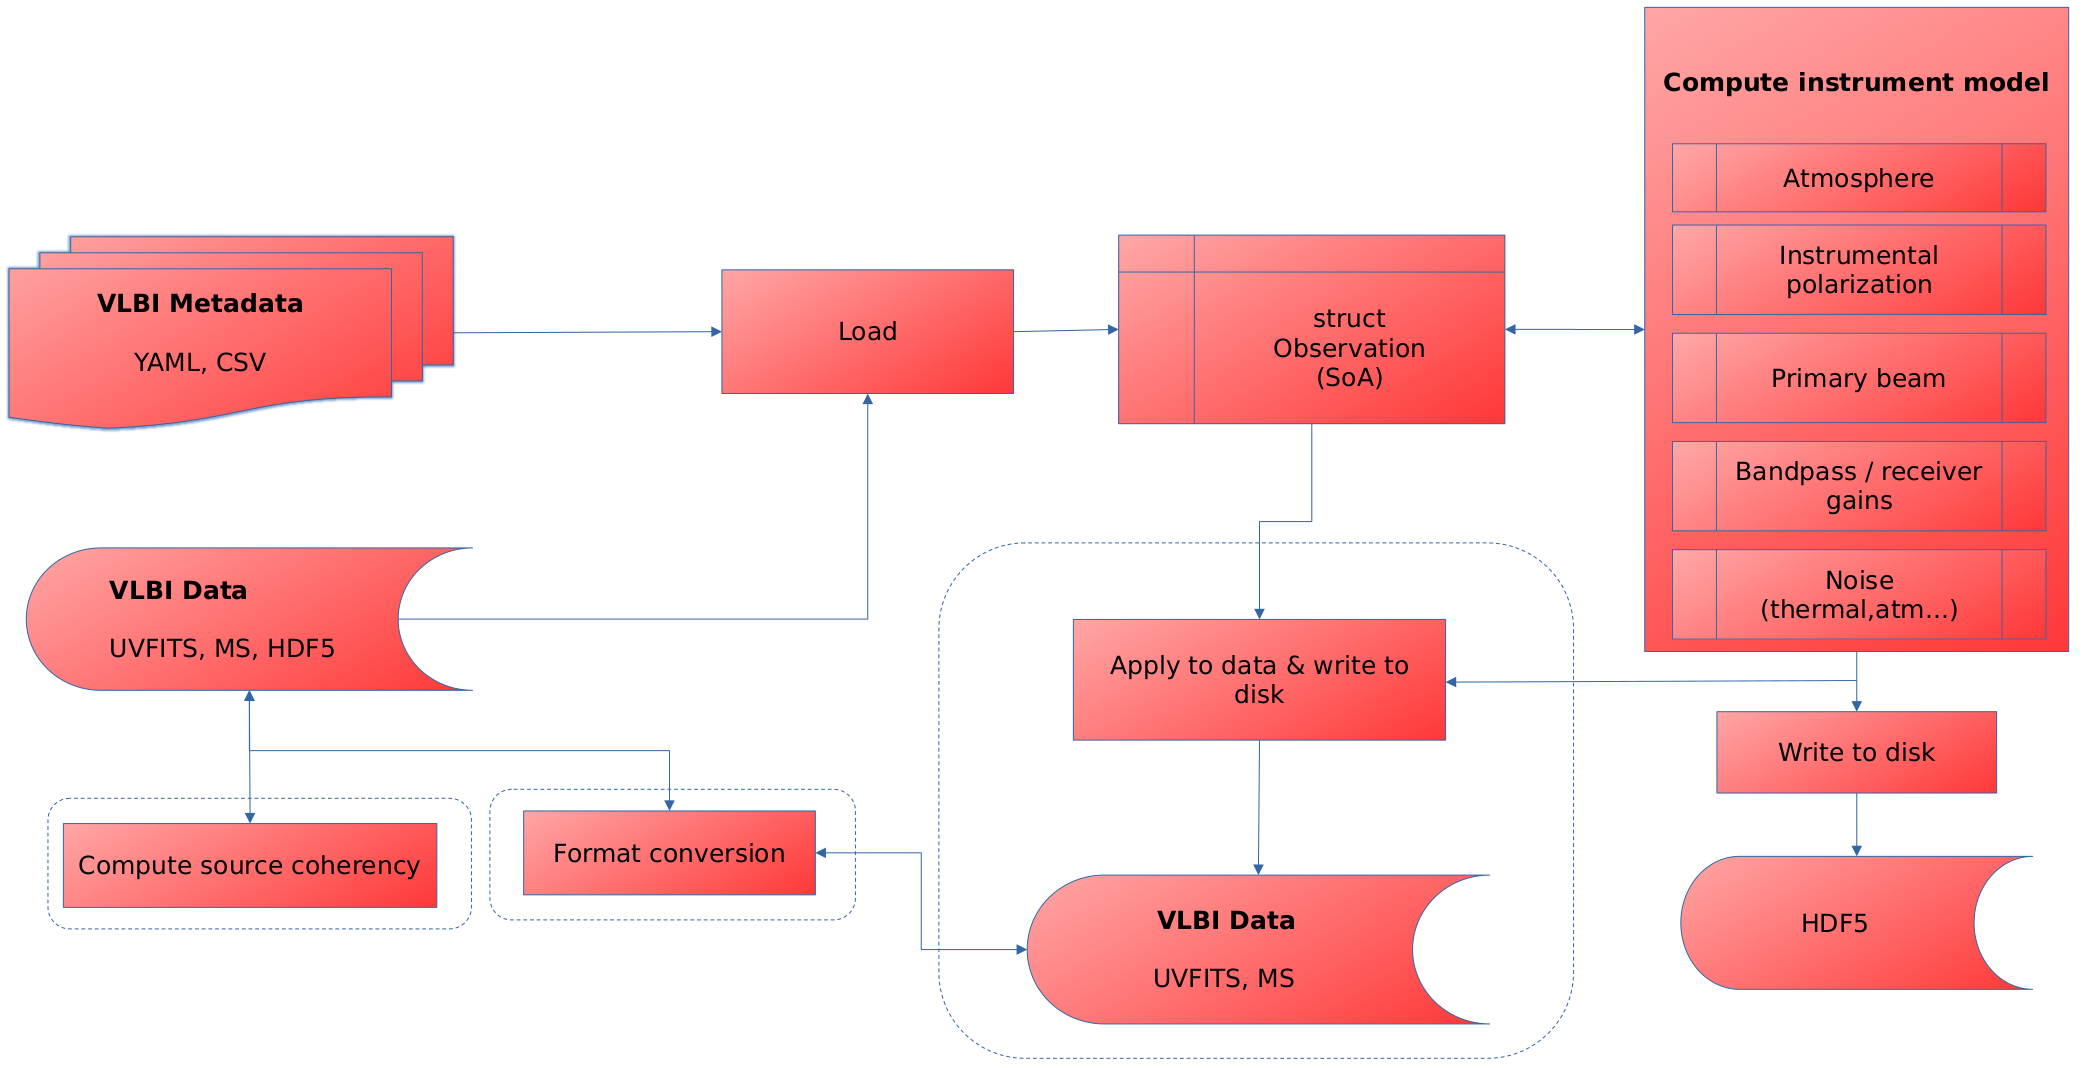 Compute instrument model
Atmosphere
Instrumental
polarization
Primary beam
Bandpass / receiver
gains
Noise
(thermal,atm...)
VLBI Metadata
YAML, CSV
Load
struct
Observation
(SoA)
VLBI Data
UVFITS, MS, HDF5
Apply to data & write to
disk
Write to disk
Compute source coherency
Format conversion
VLBI Data
UVFITS, MS
HDF5